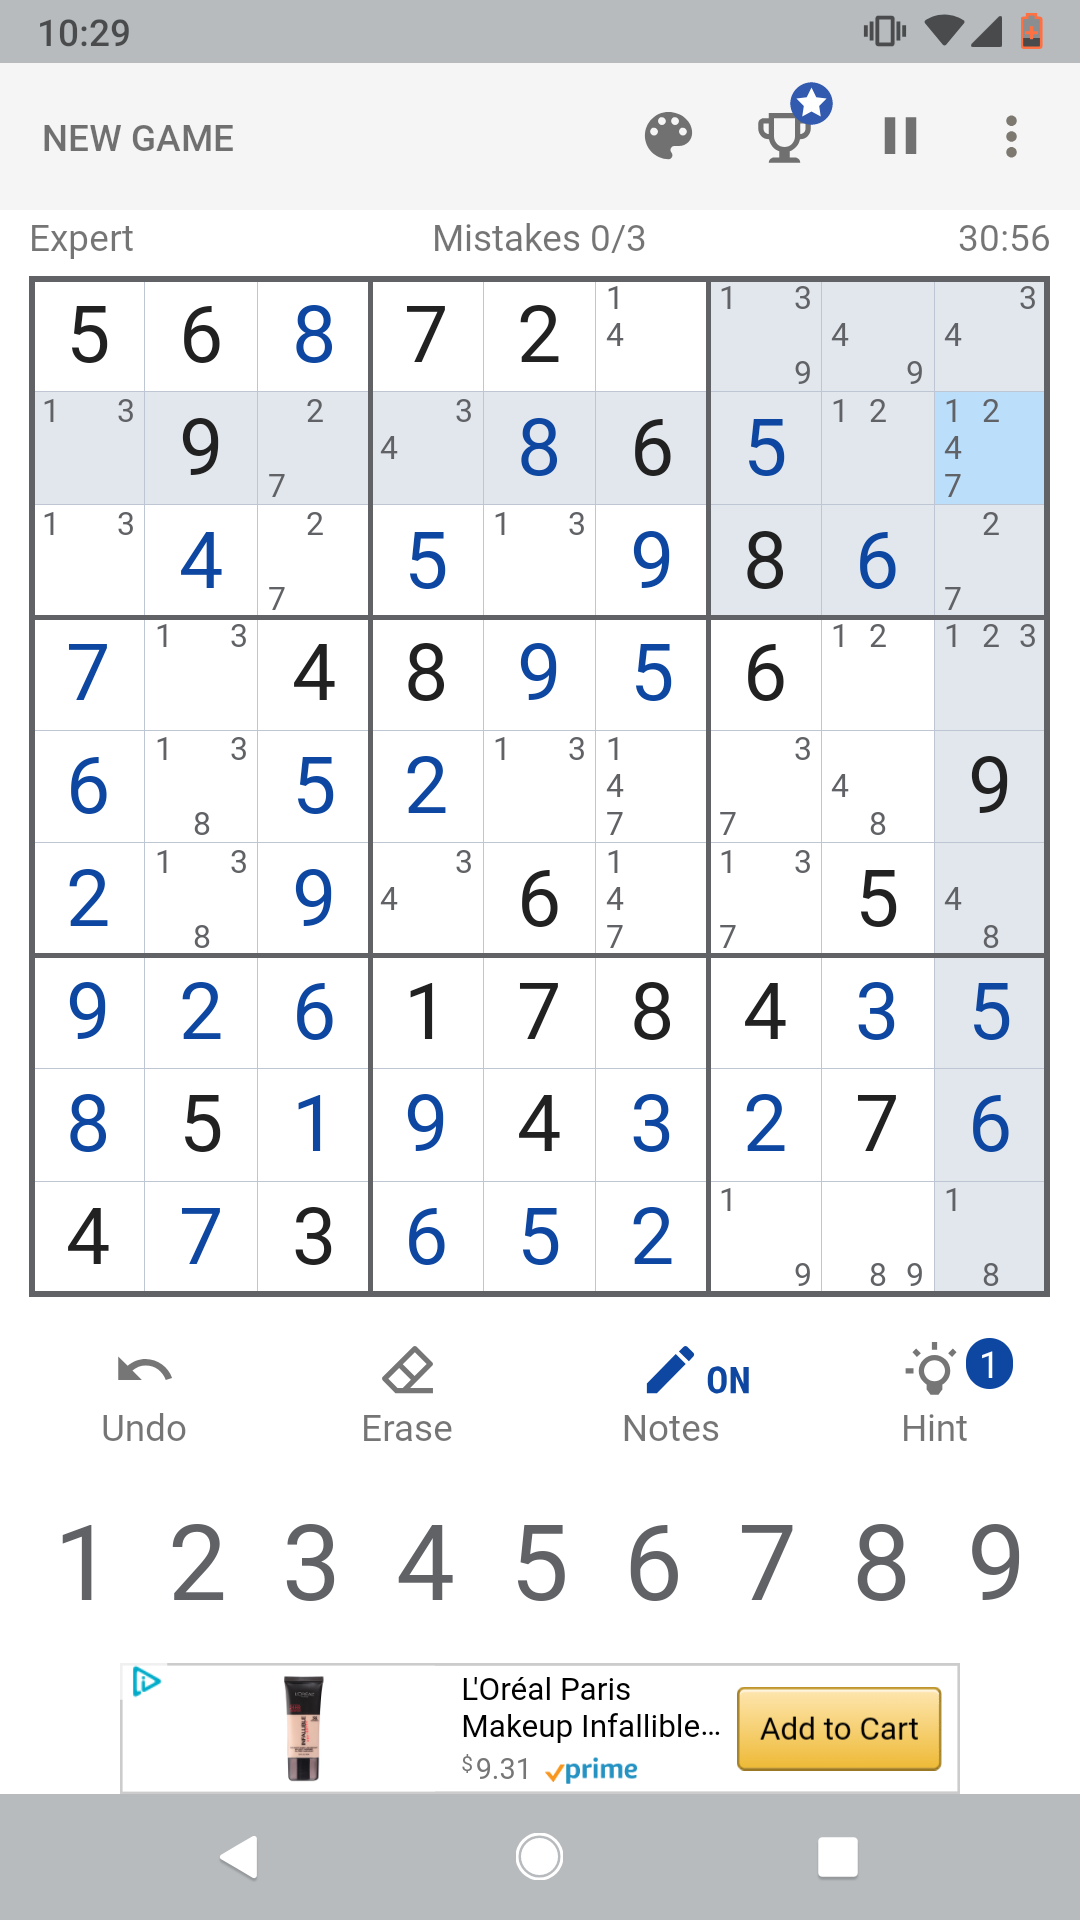 10:29
NEW GAME
Expert Mistakes 0/3 30:56
5 6 8 7 2 1 4 1 3 9 4 9 3 4
1 3 9 2 7 3 4 8 6 5 1 2 1 2 4 7
1 3 4 2 7 5 1 3 9 8 6 2 7
7 1 3 4 8 9 5 6 1 2 1 2 3
6 1 3 8 5 2 1 3 1 4 7 3 7 4 8 9
2 1 3 8 9 3 4 6 1 4 7 1 3 7 5 4 8
9 2 6 1 7 8 4 3 5
8 5 1 9 4 3 2 7 6
4 7 3 6 5 2 1 9 8 9 1 8
ON 1
Undo Erase Notes Hint
1 2 3 4 5 6 7 8 9
L'Oréal Paris
Makeup Infallible...
$9.31 prime
Add to Cart